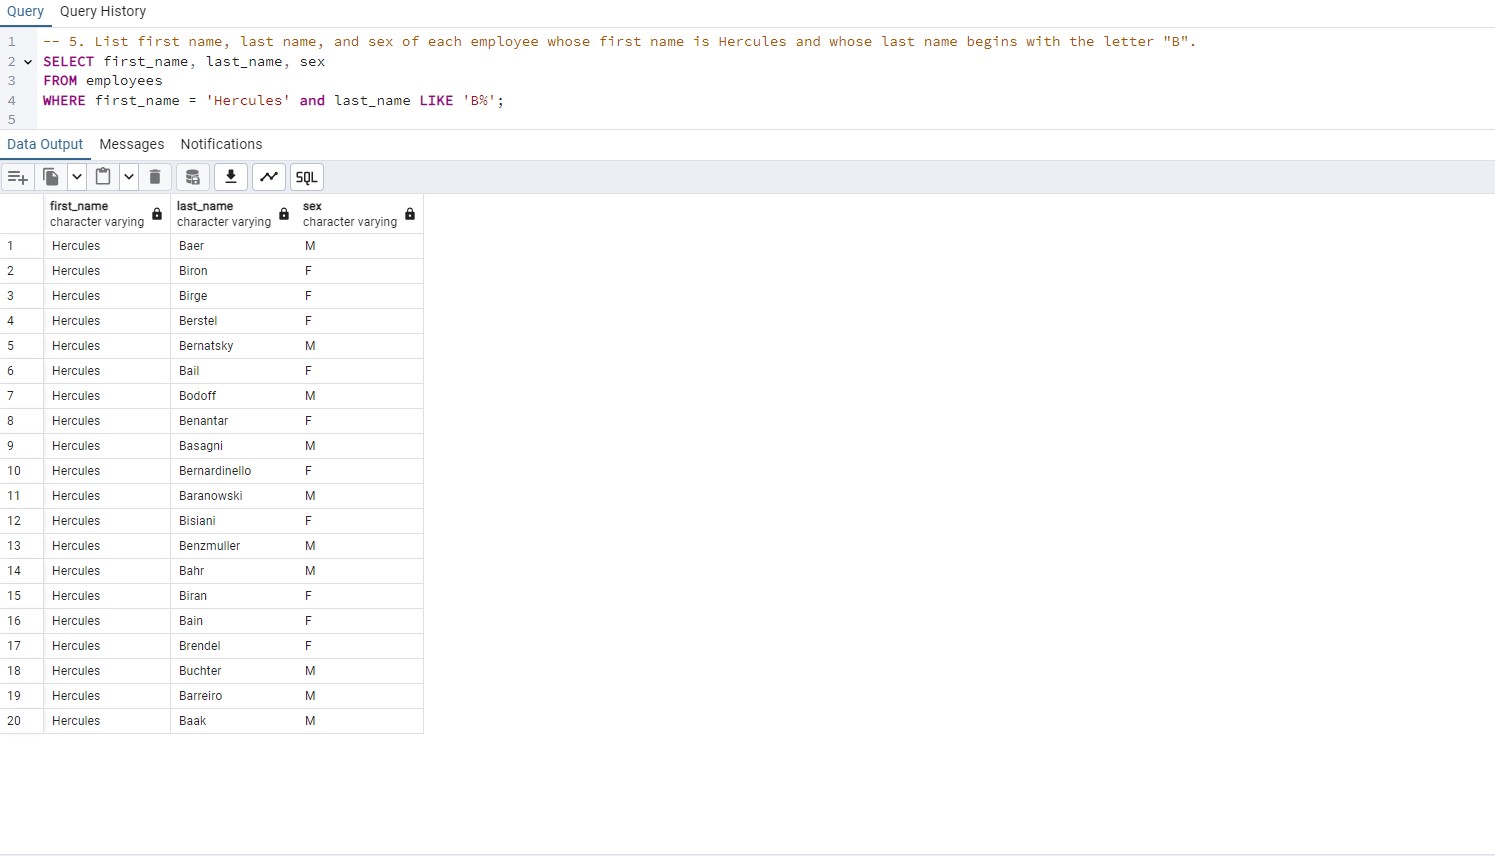 Query Query History
1 -- 5. List first name, last name, and sex of each employee whose first name is Hercules and whose last name begins with the letter "B".
2 SELECT first_name, last_name, sex
3 FROM employees
4 WHERE first_name = 'Hercules' and last_name LIKE 'B%';
5
Data Output Messages Notifications
SQL
first_name last_name sex
character varying character varying character varying
1 Hercules Baer M
2 Hercules Biron F
3 Hercules Birge F
4 Hercules Berstel F
5 Hercules Bernatsky M
6 Hercules Bail F
7 Hercules Bodoff M
8 Hercules Benantar F
9 Hercules Basagni M
10 Hercules Bernardinello F
11 Hercules Baranowski M
12 Hercules Bisiani F
13 Hercules Benzmuller M
14 Hercules Bahr M
15 Hercules Biran F
16 Hercules Bain F
17 Hercules Brendel F
18 Hercules Buchter M
19 Hercules Barreiro M
20 Hercules Baak M